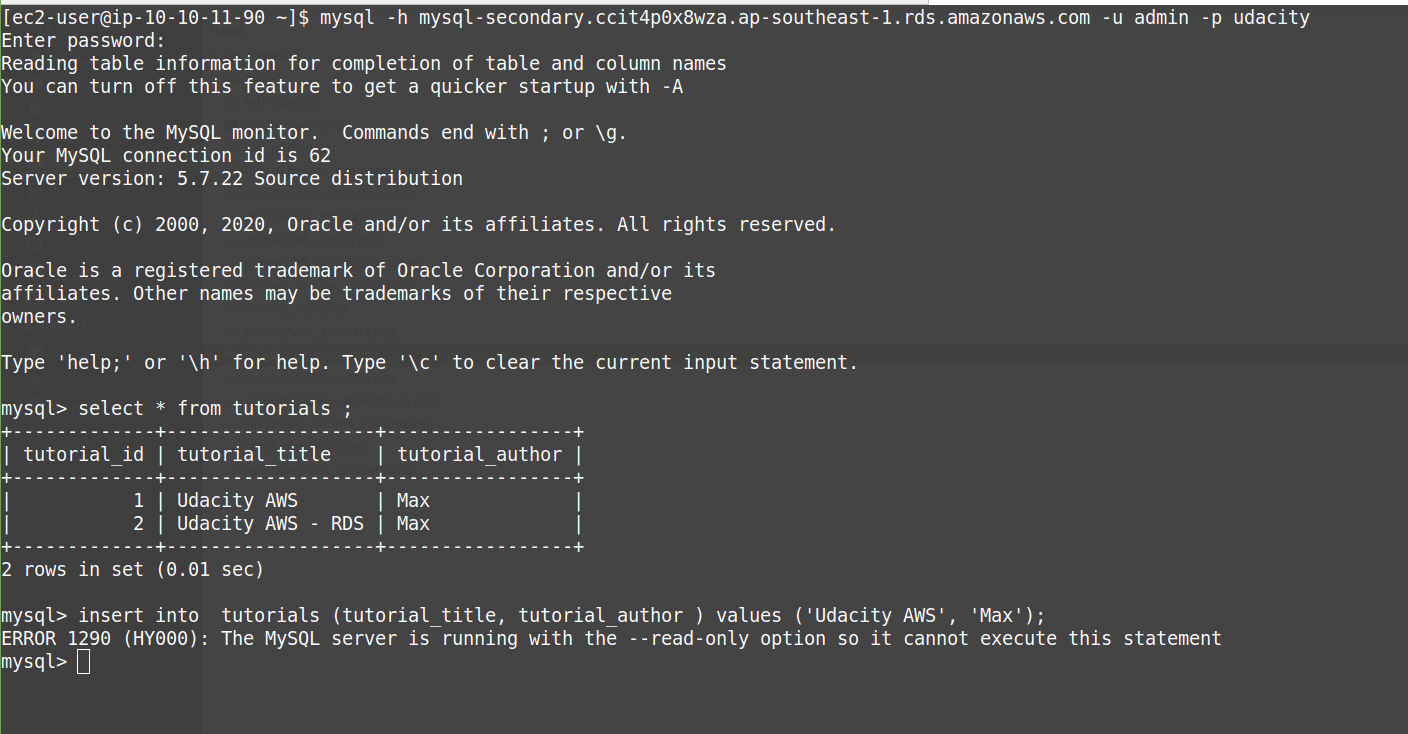 [ec2-user@ip-10-10-11-90 ~]$ mysql -h mysql-secondary.ccit4p0x8wza.ap-southeast-1.rds.amazonaws.com -u admin -p udacity
Enter password:
Reading table information for completion of table and column names
You can turn off this feature to get a quicker startup with -A

Welcome to the MySQL monitor.  Commands end with ; or \g.
Your MySQL connection id is 62
Server version: 5.7.22 Source distribution

Copyright (c) 2000, 2020, Oracle and/or its affiliates. All rights reserved.

Oracle is a registered trademark of Oracle Corporation and/or its
affiliates. Other names may be trademarks of their respective
owners.

Type 'help;' or '\h' for help. Type '\c' to clear the current input statement.

mysql> select * from tutorials ;
+-------------+-------------------+-----------------+
| tutorial_id | tutorial_title    | tutorial_author |
+-------------+-------------------+-----------------+
|           1 | Udacity AWS       | Max             |
|           2 | Udacity AWS - RDS | Max             |
+-------------+-------------------+-----------------+
2 rows in set (0.01 sec)

mysql> insert into  tutorials (tutorial_title, tutorial_author ) values ('Udacity AWS', 'Max');
ERROR 1290 (HY000): The MySQL server is running with the --read-only option so it cannot execute this statement
mysql>